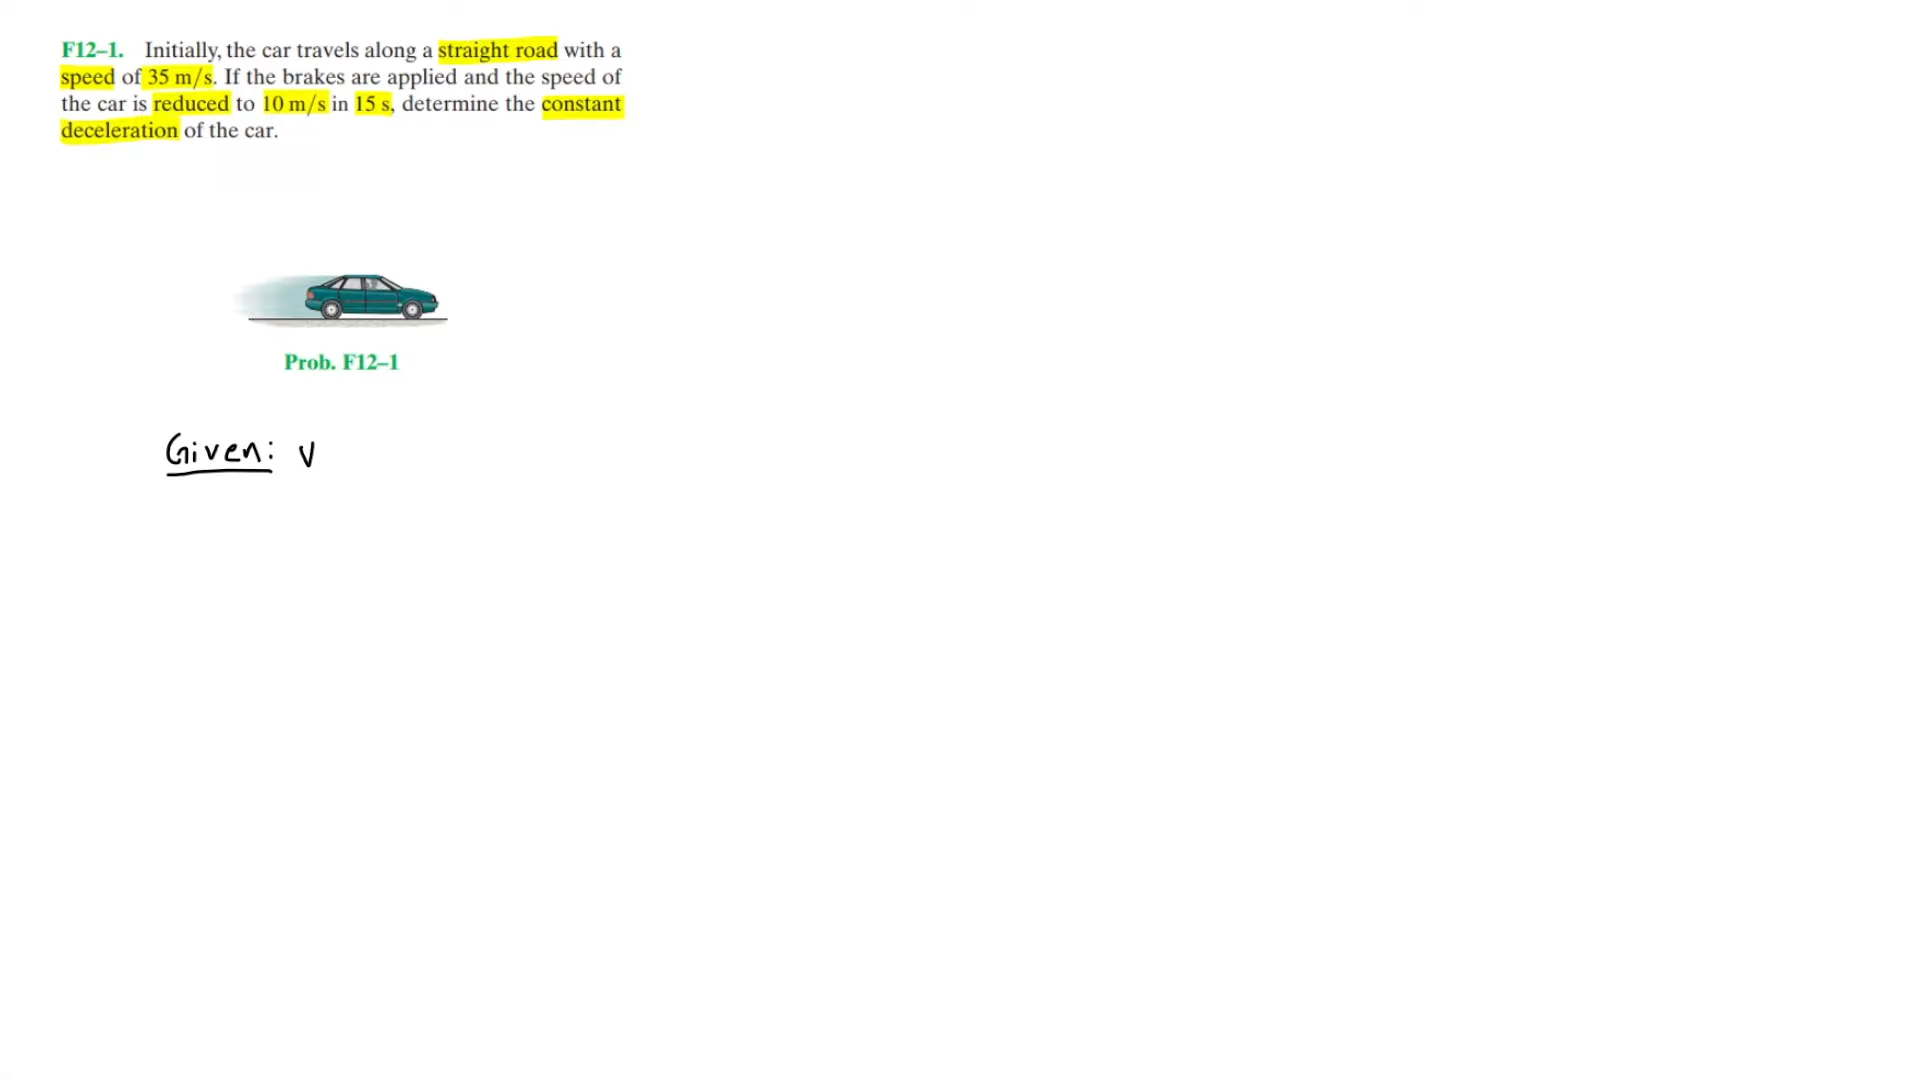 F12–1. Initially, the car travels along a straight road with a
speed of 35 m/s. If the brakes are applied and the speed of
the car is reduced to 10 m/s in 15 s, determine the constant
deceleration of the car.
Prob. F12–1
Given: v